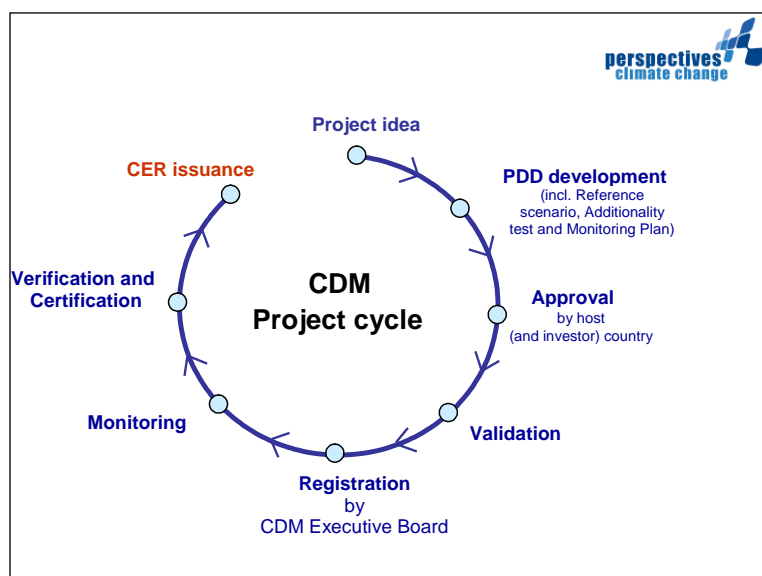 perspectives
climate change
Project idea
CER issuance
PDD development
(incl. Reference
scenario, Additionality
test and Monitoring Plan)
Verification and
Certification
CDM
Project cycle
Approval
by host
(and investor) country
Monitoring
Validation
Registration
by
CDM Executive Board